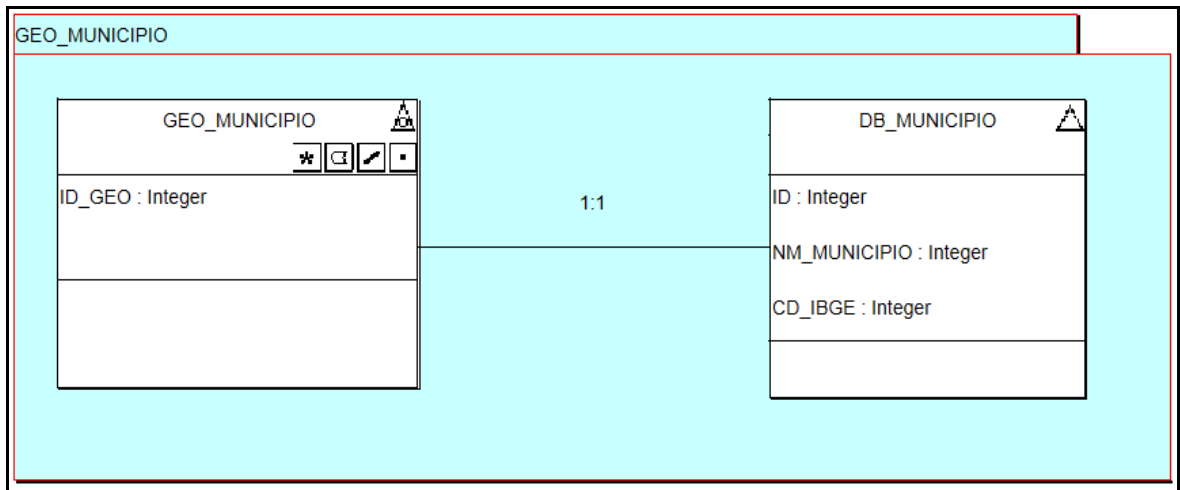 GEO_MUNICIPIO
GEO_MUNICIPIO
ID_GEO : Integer
1:1
DB_MUNICIPIO
ID : Integer
NM_MUNICIPIO : Integer
CD_IBGE : Integer